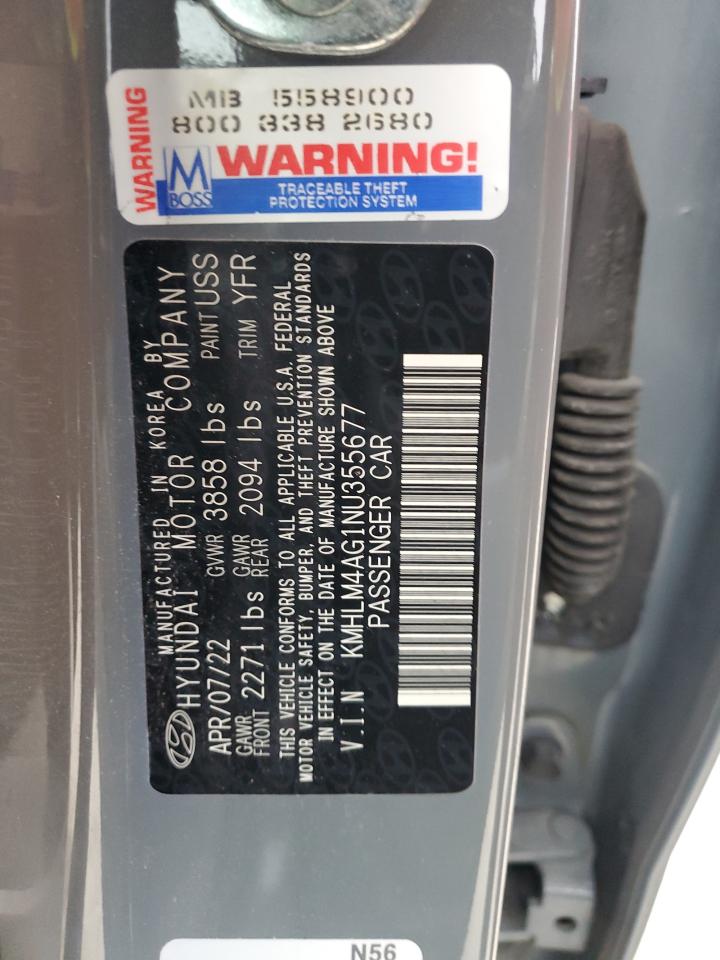 WARNING
MB 558900
800 338 2680
M
BOSS
WARNING!
TRACEABLE THEFT
PROTECTION SYSTEM
MANUFACTURED IN KOREA BY
HYUNDAI MOTOR COMPANY
APR/07/22 GVWR 3858 lbs PAINT USS
GAWR FRONT 2271 lbs GAWR REAR 2094 lbs TRIM YFR
THIS VEHICLE CONFORMS TO ALL APPLICABLE U.S.A. FEDERAL
MOTOR VEHICLE SAFETY, BUMPER, AND THEFT PREVENTION STANDARDS
IN EFFECT ON THE DATE OF MANUFACTURE SHOWN ABOVE
V.I.N KMHLM4AG1NU355677
PASSENGER CAR
N56